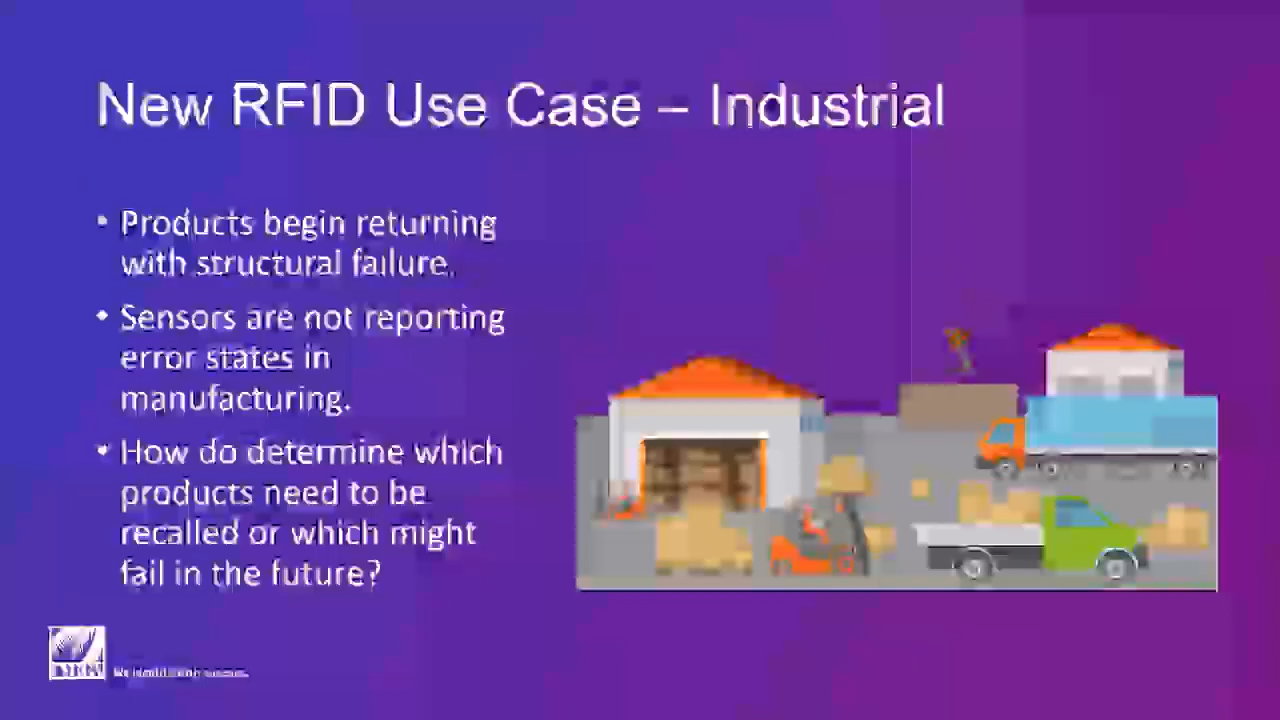 New RFID Use Case – Industrial
• Products begin returning
with structural failure.
• Sensors are not reporting
error states in
manufacturing.
• How do determine which
products need to be
recalled or which might
fail in the future?